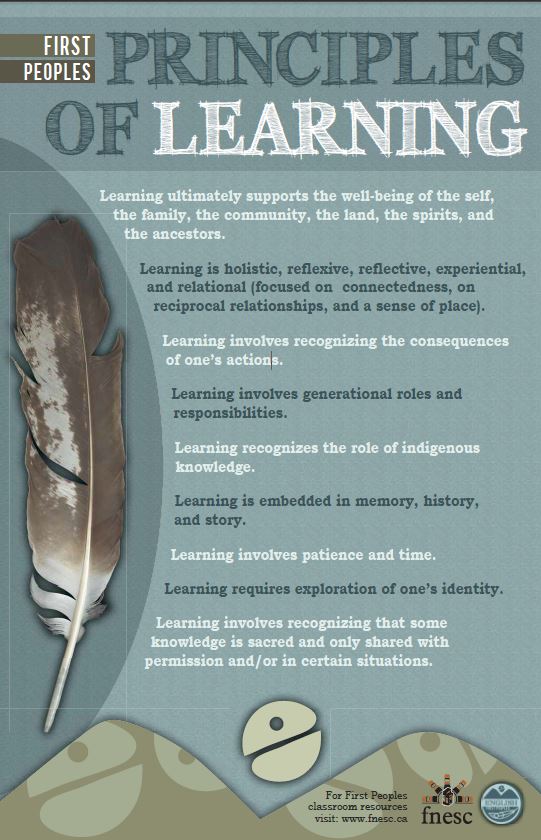 FIRST
PEOPLES
PRINCIPLES
OF LEARNING
Learning ultimately supports the well-being of the self,
the family, the community, the land, the spirits, and
the ancestors.
Learning is holistic, reflexive, reflective, experiential,
and relational (focused on connectedness, on
reciprocal relationships, and a sense of place).
Learning involves recognizing the consequences
of one's actions.
Learning involves generational roles and
responsibilities.
Learning recognizes the role of indigenous
knowledge.
Learning is embedded in memory, history,
and story.
Learning involves patience and time.
Learning requires exploration of one's identity.
Learning involves recognizing that some
knowledge is sacred and only shared with
permission and/or in certain situations.
For First Peoples
classroom resources
visit: www.fnesc.ca
fnesc
ENGLISH